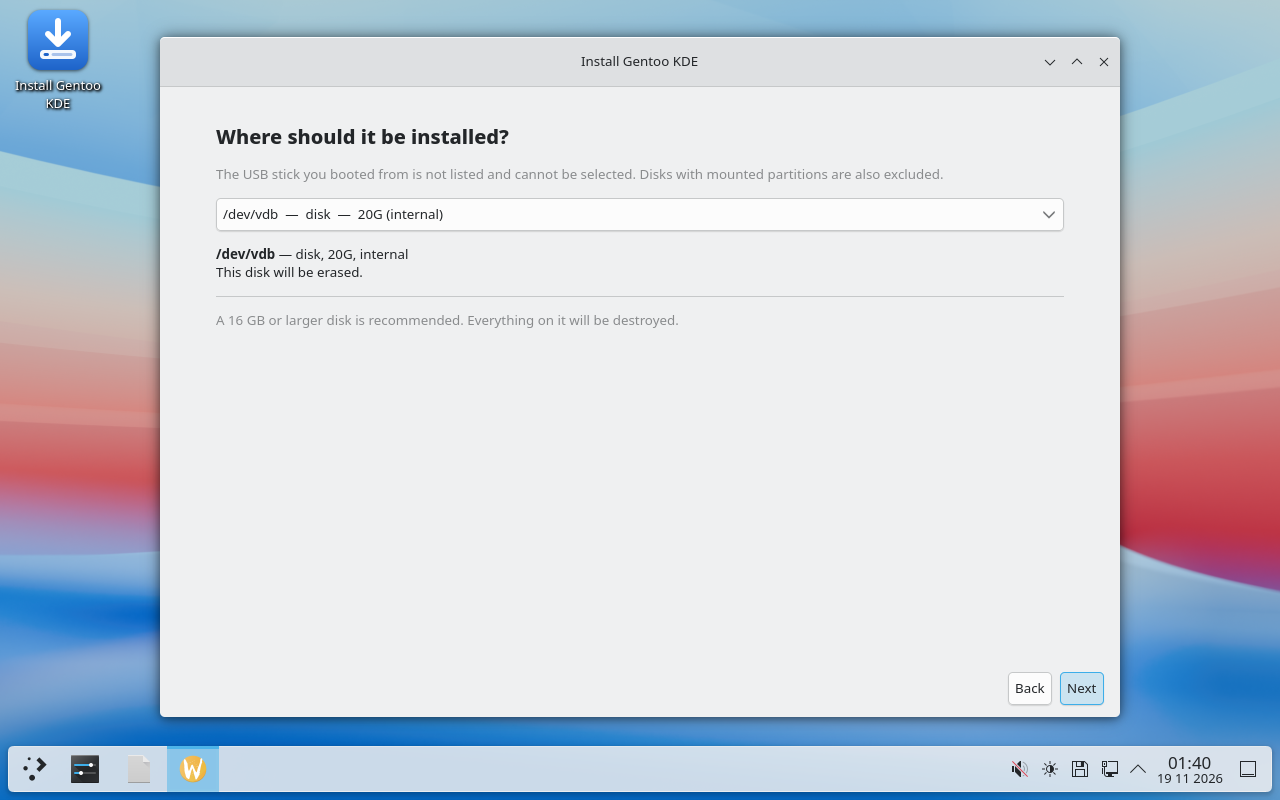 Install Gentoo
KDE
Install Gentoo KDE
Where should it be installed?
The USB stick you booted from is not listed and cannot be selected. Disks with mounted partitions are also excluded.
/dev/vdb — disk — 20G (internal)
/dev/vdb — disk, 20G, internal
This disk will be erased.
A 16 GB or larger disk is recommended. Everything on it will be destroyed.
Back
Next
W
01:40
19 11 2026